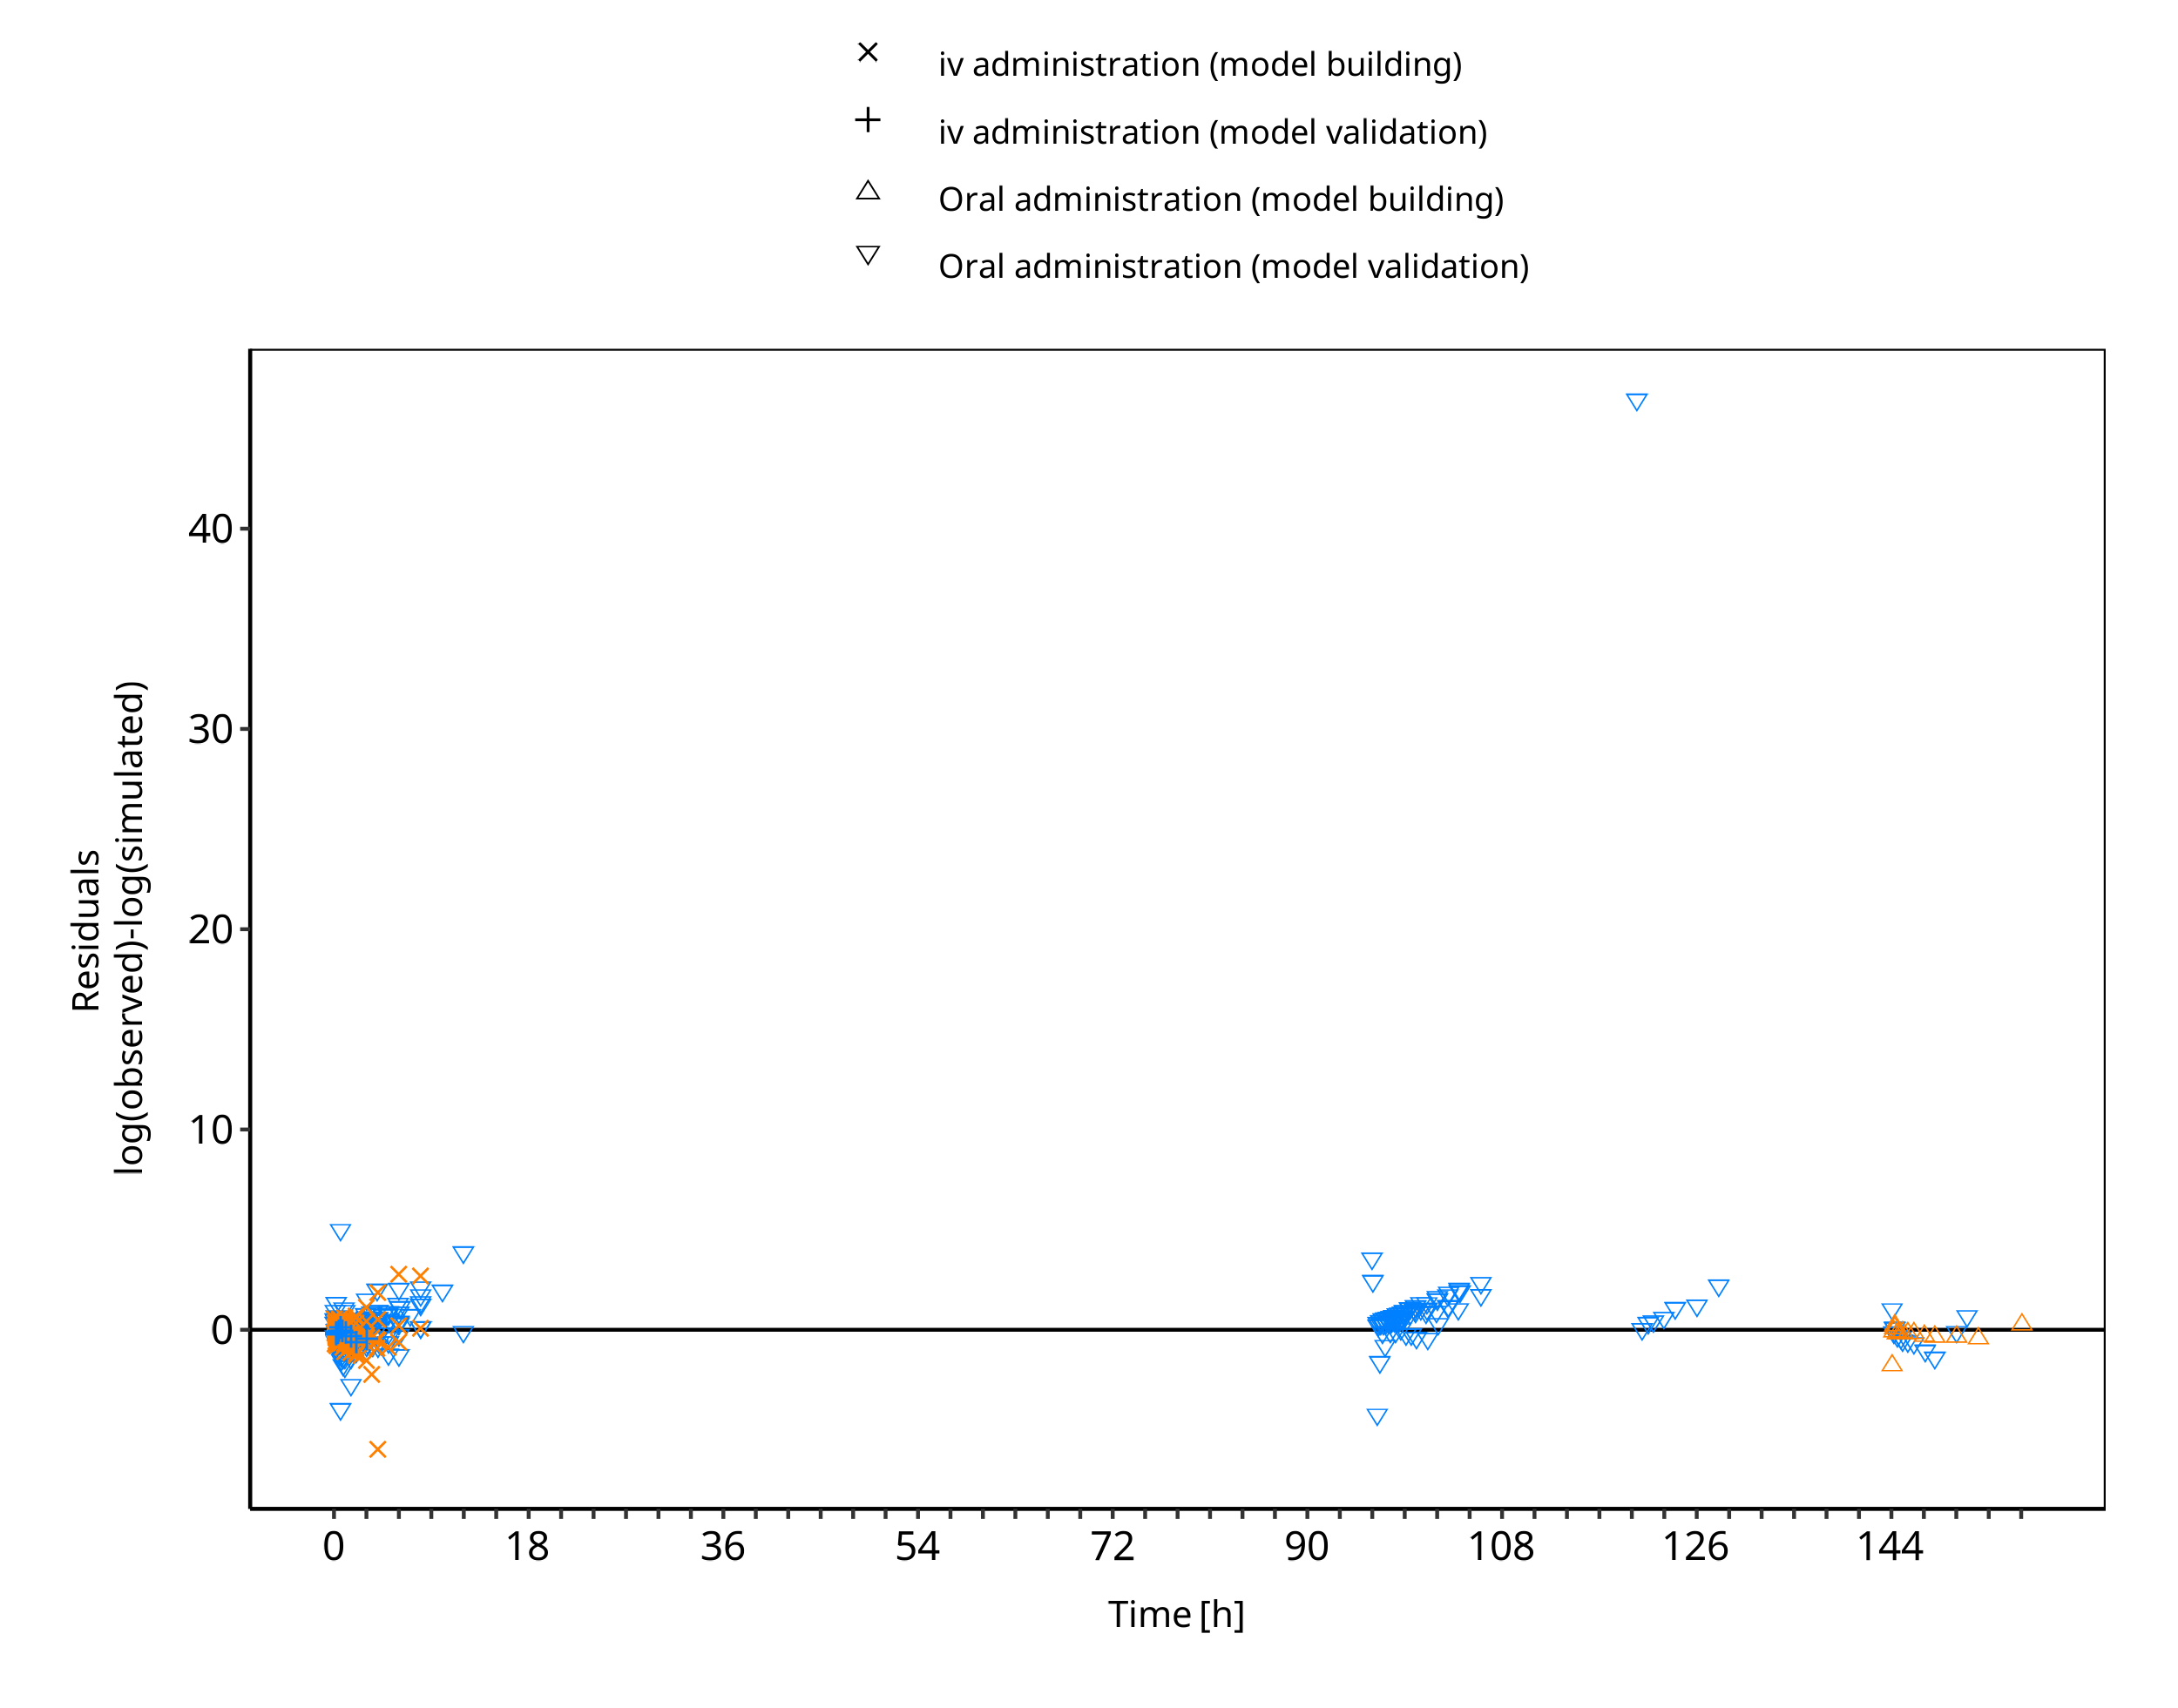 iv administration (model building)
iv administration (model validation)
Oral administration (model building)
Oral administration (model validation)
Residuals
log(observed)-log(simulated)
40
30
20
10
0
0 18 36 54 72 90 108 126 144
Time [h]